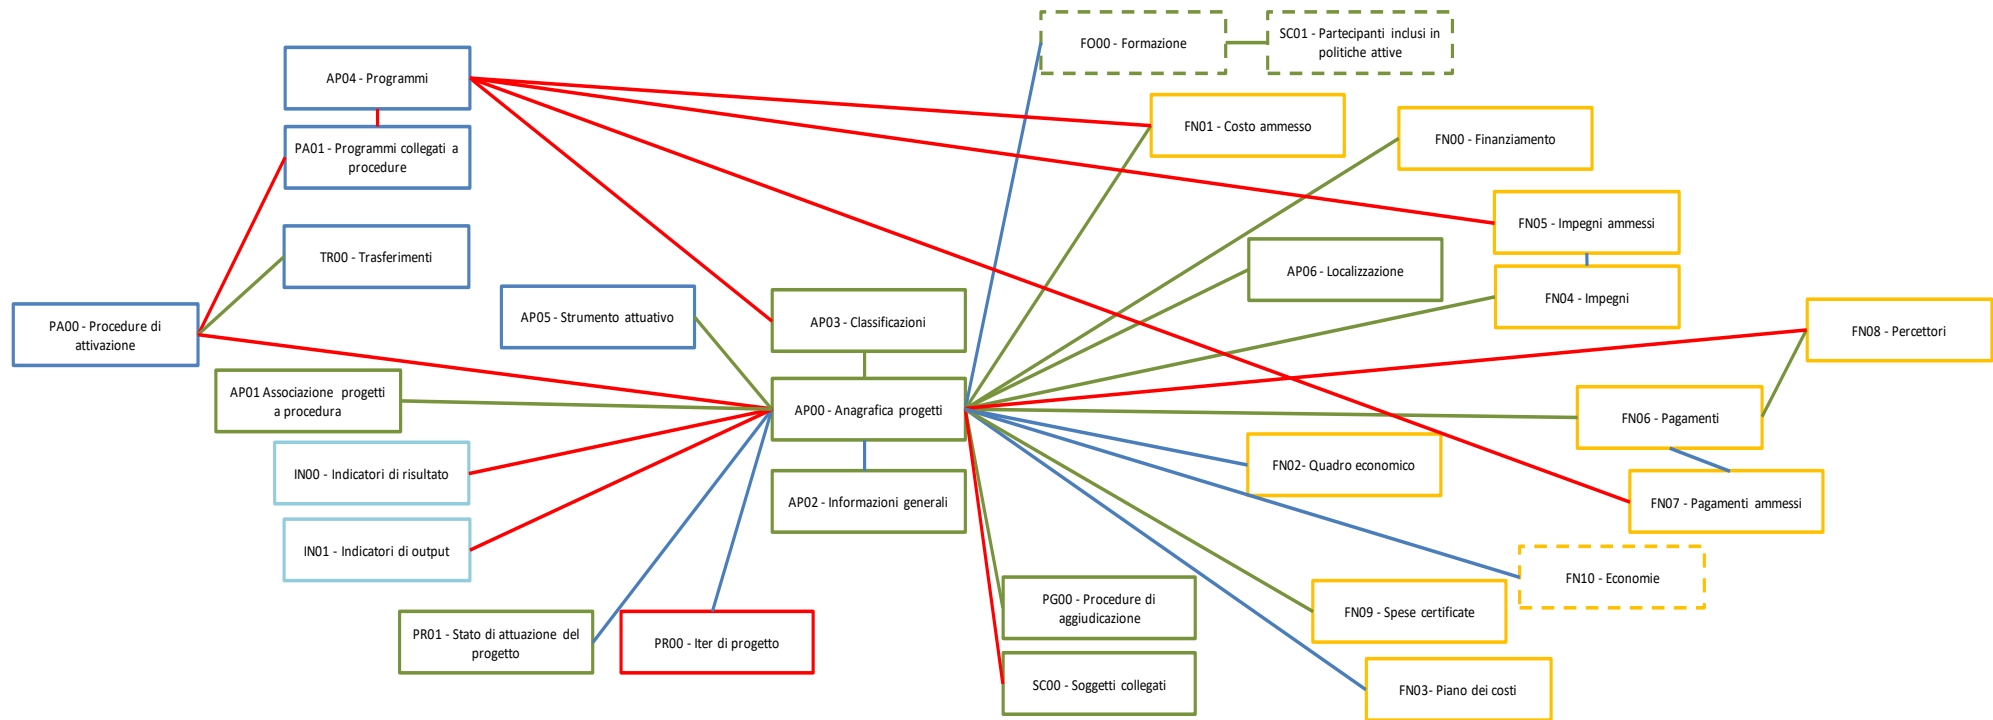 FO00 - Formazione
SC01 - Partecipanti inclusi in
politiche attive
AP04 - Programmi
FN01 - Costo ammesso
FN00 - Finanziamento
PA01 - Programmi collegati a
procedure
FN05 - Impegni ammessi
TR00 - Trasferimenti
AP06 - Localizzazione
FN04 - Impegni
PA00 - Procedure di
attivazione
AP05 - Strumento attuativo
AP03 - Classificazioni
FN08 - Percettori
AP01 Associazione progetti
a procedura
AP00 - Anagrafica progetti
FN06 - Pagamenti
IN00 - Indicatori di risultato
FN02- Quadro economico
AP02 - Informazioni generali
FN07 - Pagamenti ammessi
IN01 - Indicatori di output
FN10 - Economie
PG00 - Procedure di
aggiudicazione
FN09 - Spese certificate
PR01 - Stato di attuazione del
progetto
PR00 - Iter di progetto
SC00 - Soggetti collegati
FN03- Piano dei costi